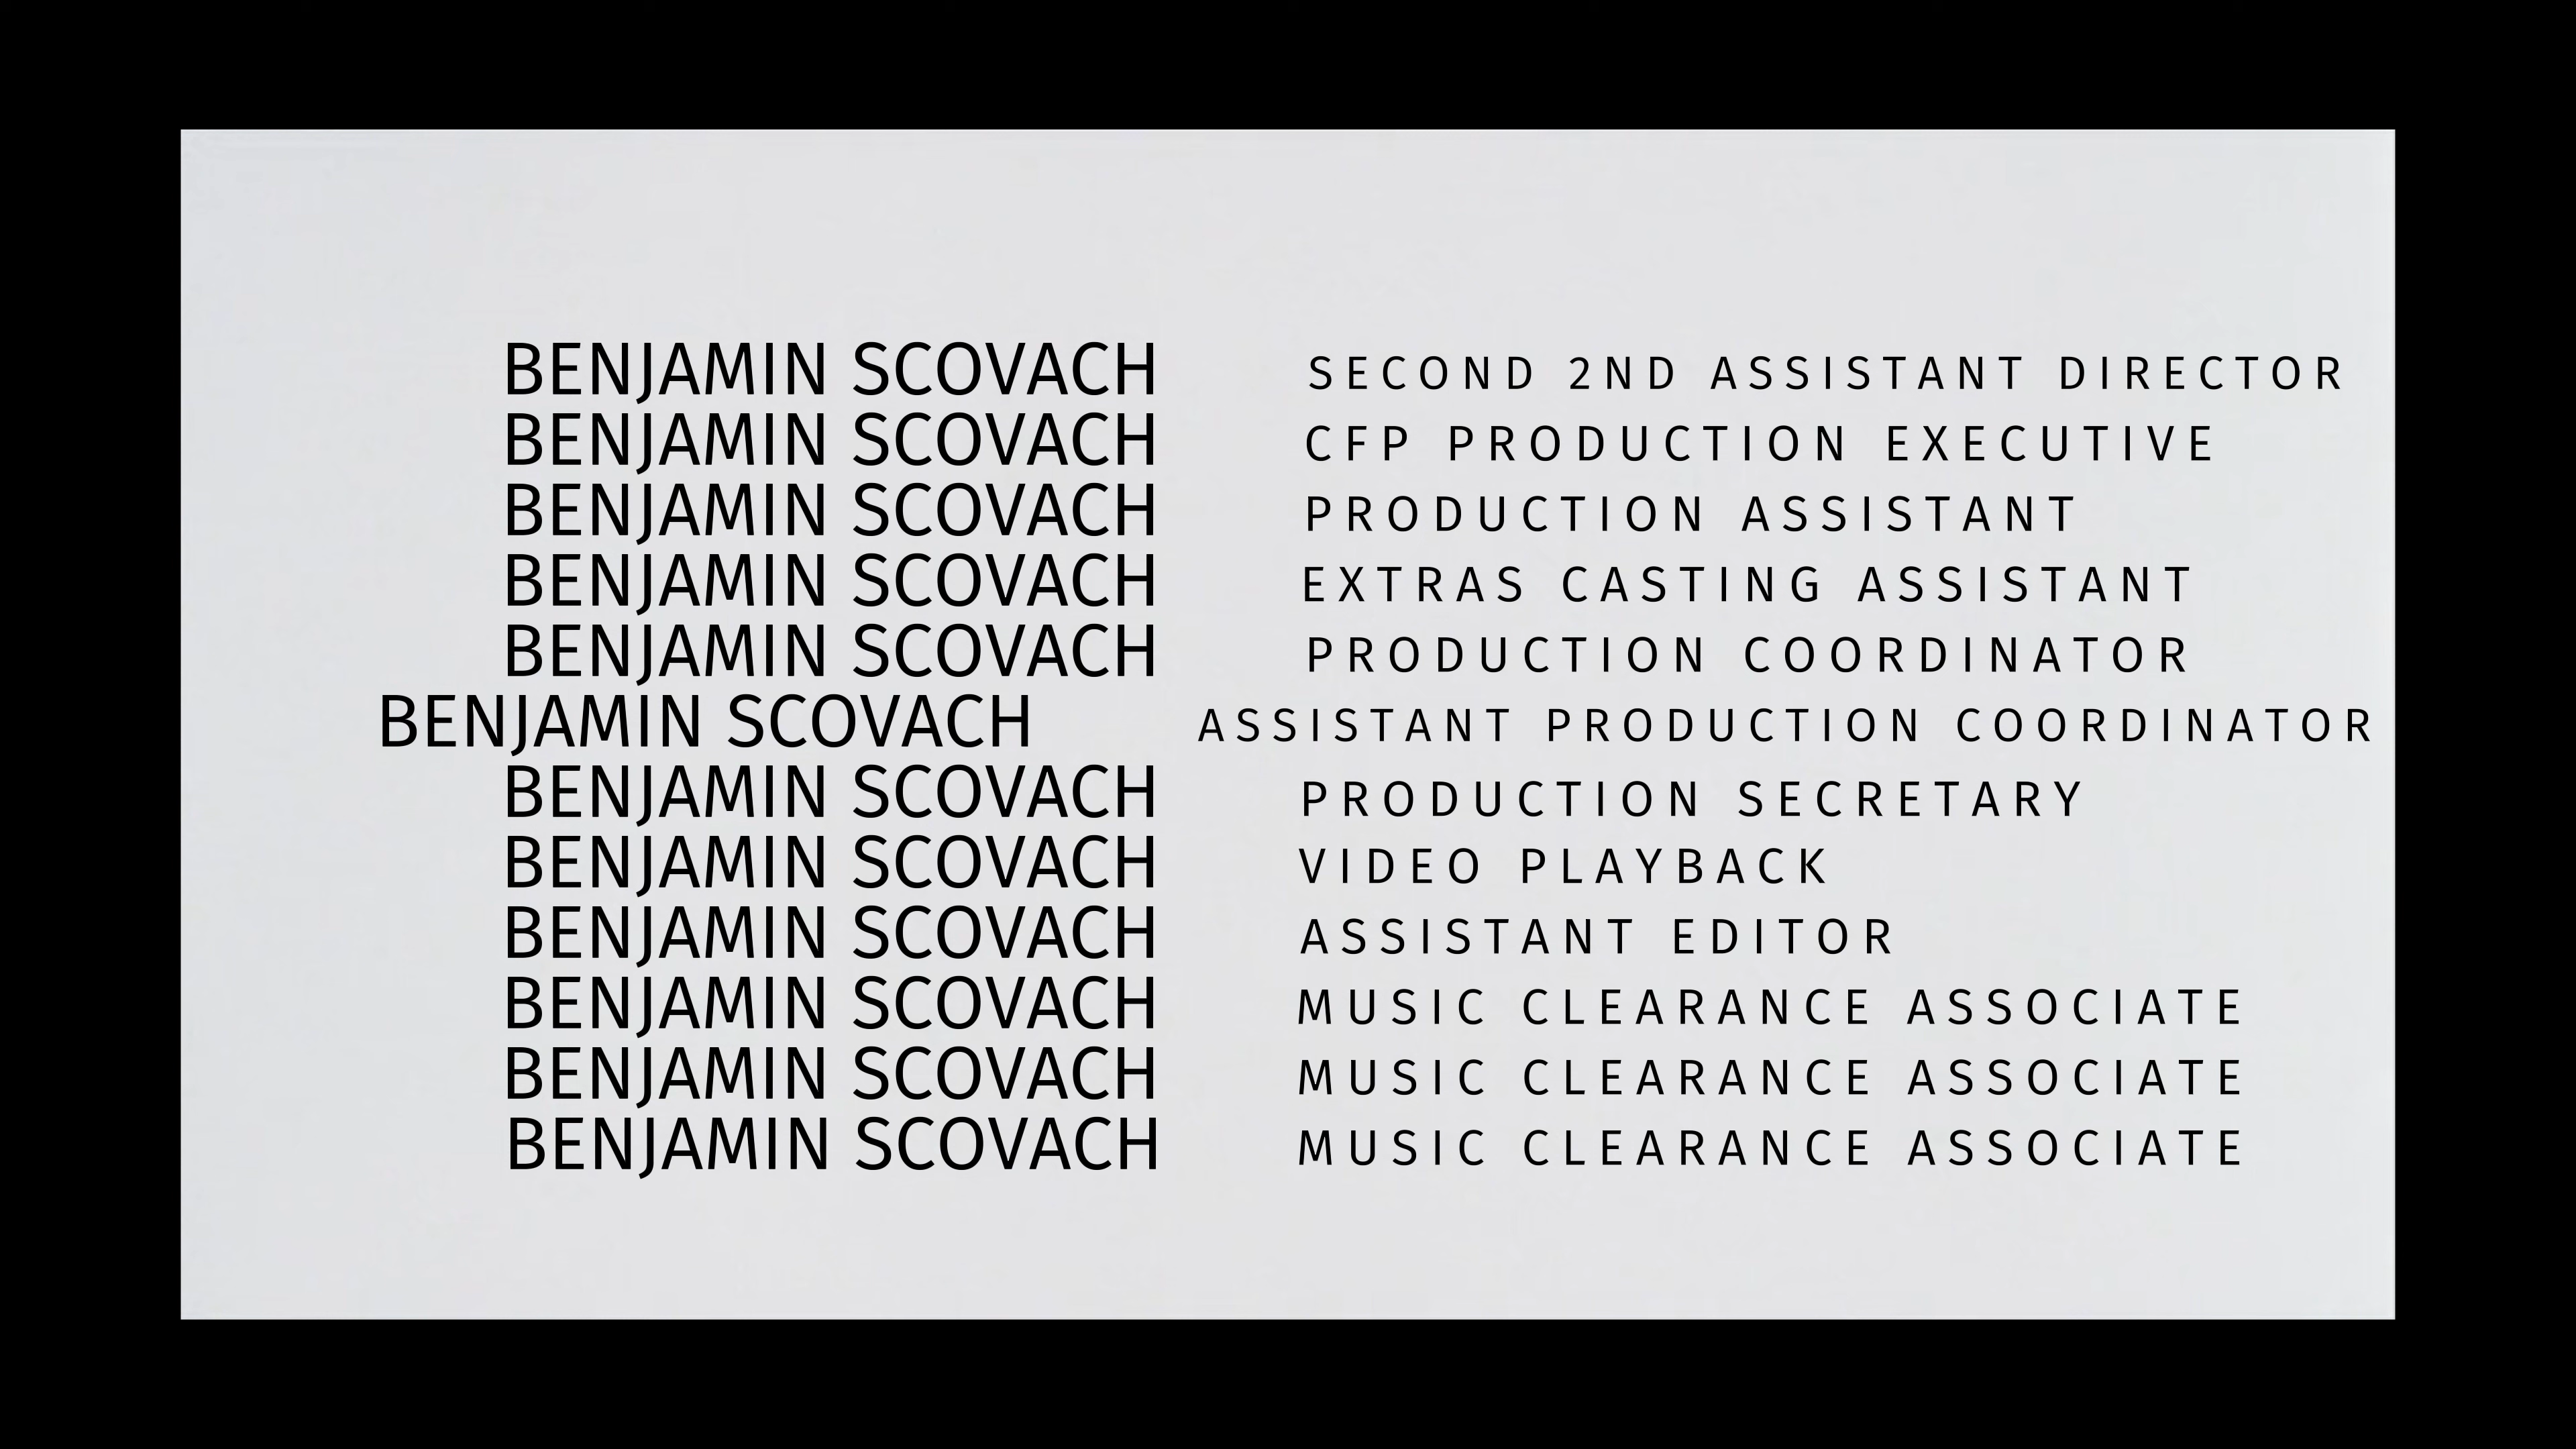 BENJAMIN SCOVACH SECOND 2ND ASSISTANT DIRECTOR
BENJAMIN SCOVACH CFP PRODUCTION EXECUTIVE
BENJAMIN SCOVACH PRODUCTION ASSISTANT
BENJAMIN SCOVACH EXTRAS CASTING ASSISTANT
BENJAMIN SCOVACH PRODUCTION COORDINATOR
BENJAMIN SCOVACH ASSISTANT PRODUCTION COORDINATOR
BENJAMIN SCOVACH PRODUCTION SECRETARY
BENJAMIN SCOVACH VIDEO PLAYBACK
BENJAMIN SCOVACH ASSISTANT EDITOR
BENJAMIN SCOVACH MUSIC CLEARANCE ASSOCIATE
BENJAMIN SCOVACH MUSIC CLEARANCE ASSOCIATE
BENJAMIN SCOVACH MUSIC CLEARANCE ASSOCIATE